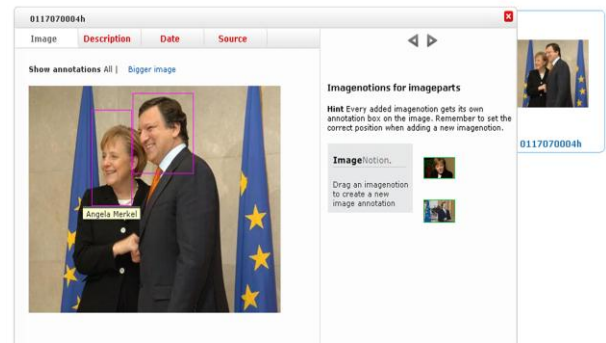 0117070004h
Image Description Date Source
Show annotations All | Bigger image
Angela Merkel
Imagenotions for imageparts
Hint Every added imagenotion gets its own
annotation box on the image. Remember to set the
correct position when adding a new imagenotion.
ImageNotion.
Drag an imagenotion
to create a new
image annotation
0117070004h